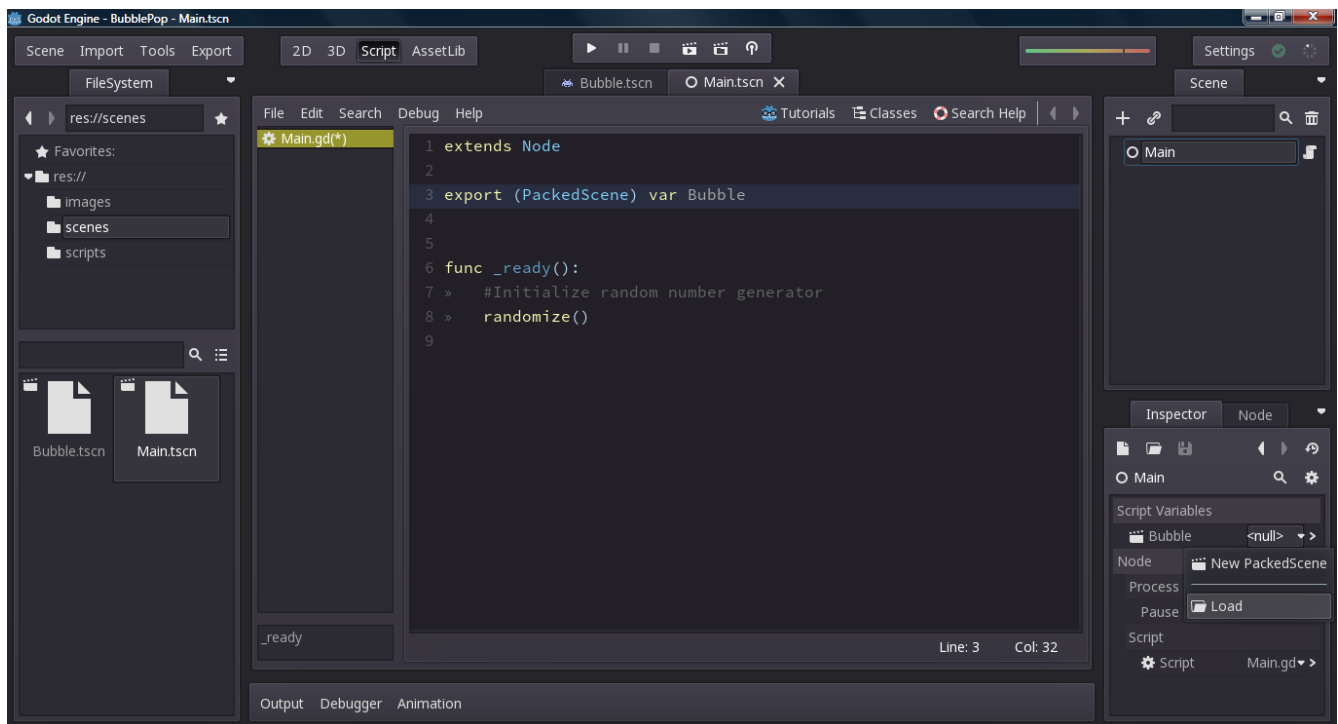 Godot Engine - BubblePop - Main.tscn
Scene Import Tools Export
2D 3D Script AssetLib
Settings
FileSystem
res://scenes
Favorites:
res://
images
scenes
scripts
Bubble.tscn
Main.tscn
Bubble.tscn Main.tscn X
File Edit Search Debug Help
Tutorials Classes Search Help
Main.gd(*)
_ready
1 extends Node
2
3 export (PackedScene) var Bubble
4
5
6 func _ready():
7 » #Initialize random number generator
8 » randomize()
9
Line: 3 Col: 32
Output Debugger Animation
Scene
Main
Inspector Node
Main
Script Variables
Bubble <null>
Node
New PackedScene
Process
Pause
Load
Script
Script Main.gd